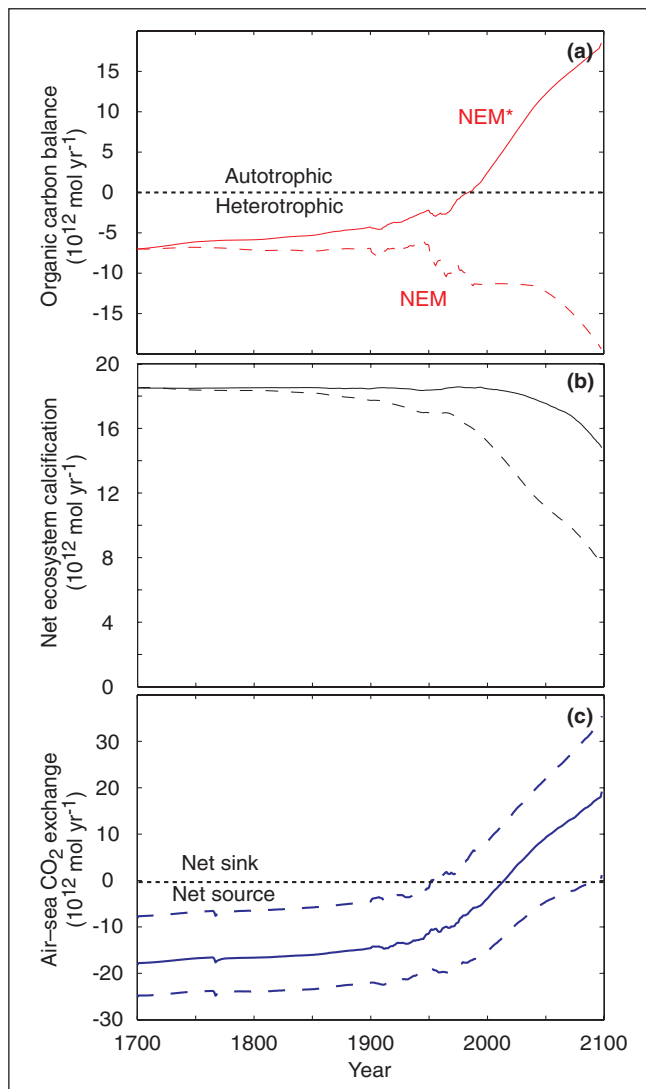 (a)
15
10
5
0
-5
-10
-15
Organic carbon balance
(10¹² mol yr⁻¹)
NEM*
Autotrophic
Heterotrophic
NEM
(b)
20
16
12
8
4
0
Net ecosystem calcification
(10¹² mol yr⁻¹)
(c)
30
20
10
0
-10
-20
-30
Air–sea CO₂ exchange
(10¹² mol yr⁻¹)
Net sink
Net source
1700 1800 1900 2000 2100
Year